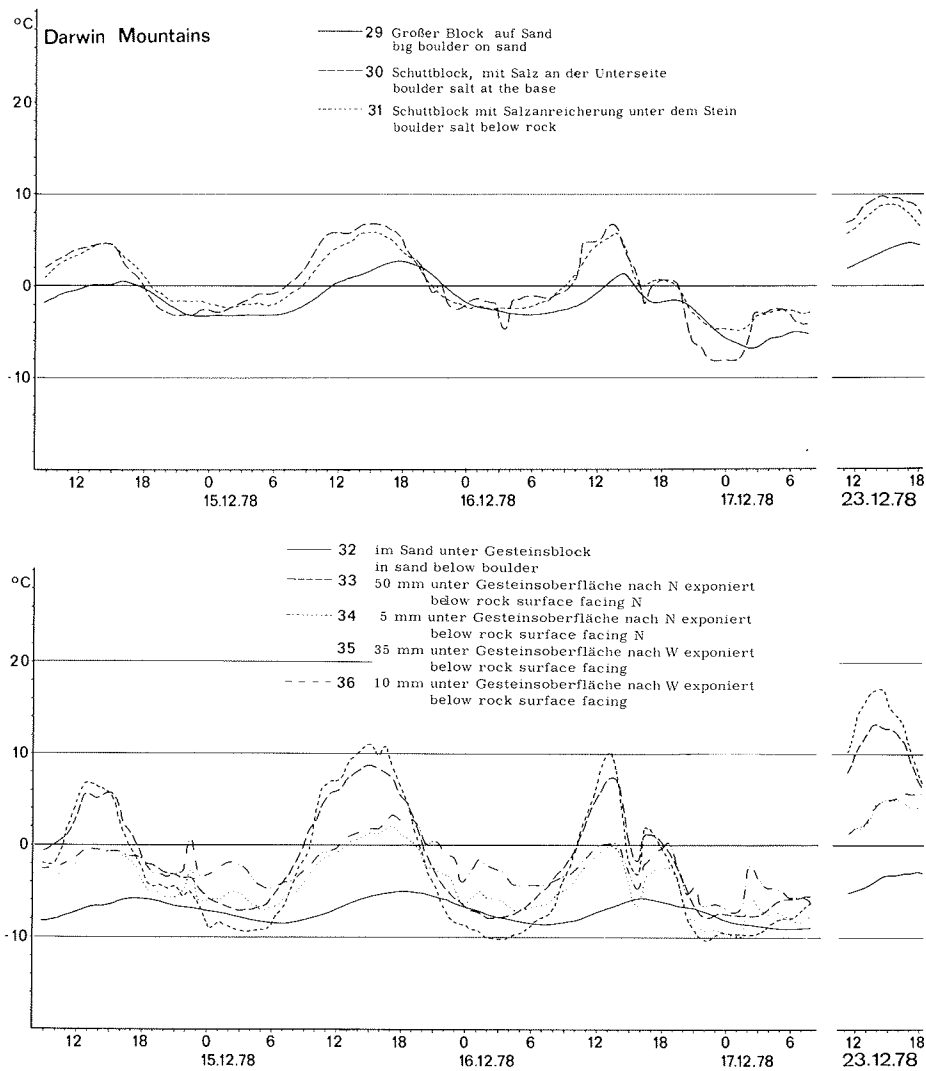 °C
Darwin Mountains
29 Großer Block auf Sand
big boulder on sand
30 Schuttblock, mit Salz an der Unterseite
boulder salt at the base
31 Schuttblock mit Salzanreicherung unter dem Stein
boulder salt below rock
20
10
0
-10
12 18 0 6 12 18 0 6 12 18 0 6 12 18
15.12.78 16.12.78 17.12.78 23.12.78
32 im Sand unter Gesteinsblock
in sand below boulder
°C
33 50 mm unter Gesteinsoberfläche nach N exponiert
below rock surface facing N
34 5 mm unter Gesteinsoberfläche nach N exponiert
below rock surface facing N
35 35 mm unter Gesteinsoberfläche nach W exponiert
below rock surface facing
36 10 mm unter Gesteinsoberfläche nach W exponiert
below rock surface facing
20
10
0
-10
12 18 0 6 12 18 0 6 12 18 0 6 12 18
15.12.78 16.12.78 17.12.78 23.12.78